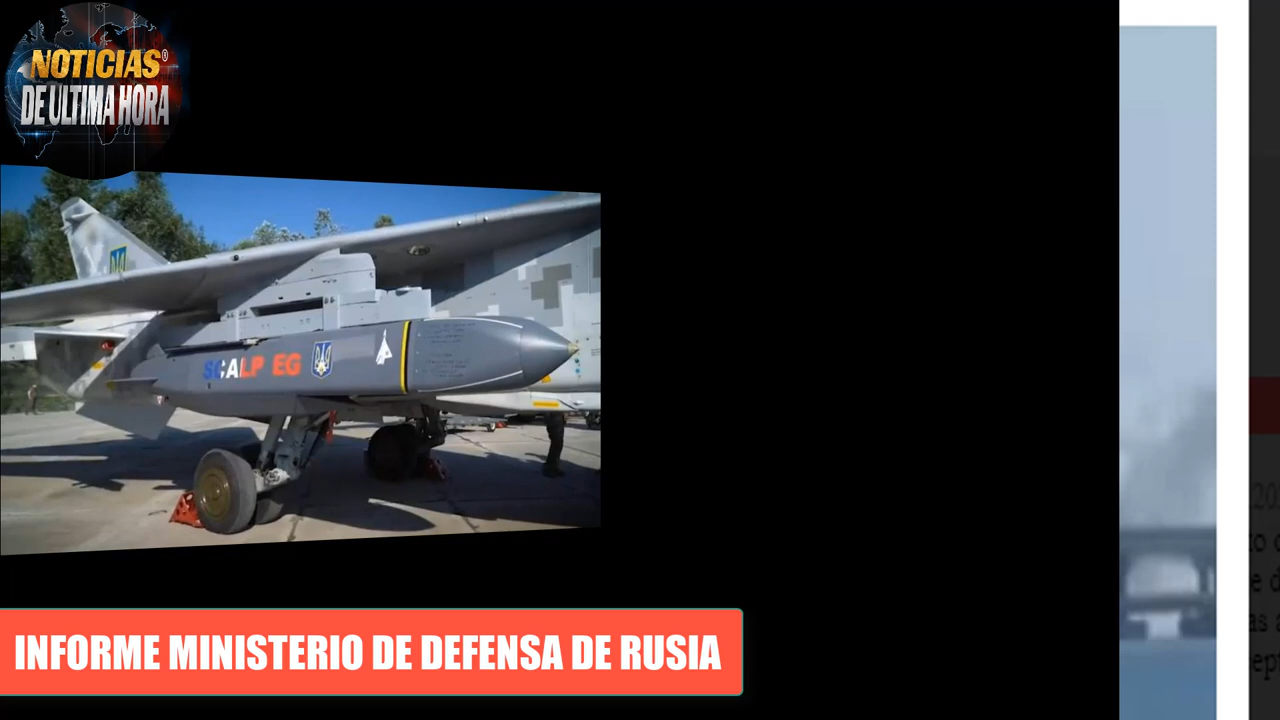 NOTICIAS®
DE ULTIMA HORA
SCALP EG
INFORME MINISTERIO DE DEFENSA DE RUSIA